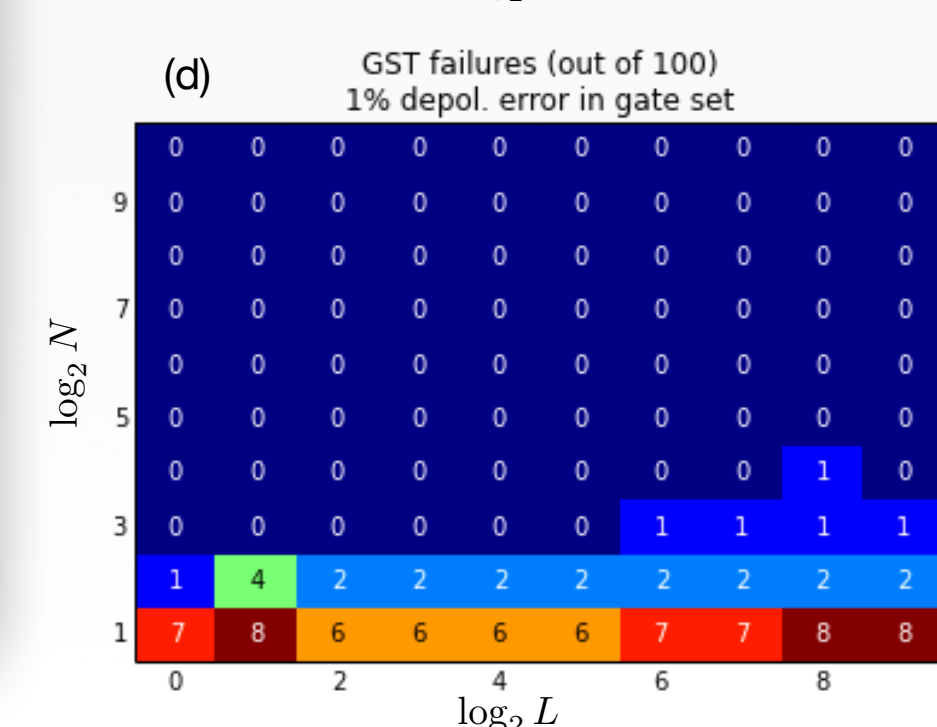 (d)
GST failures (out of 100)
1% depol. error in gate set
0 0 0 0 0 0 0 0 0 0
9 0 0 0 0 0 0 0 0 0 0
0 0 0 0 0 0 0 0 0 0
7 0 0 0 0 0 0 0 0 0 0
0 0 0 0 0 0 0 0 0 0
5 0 0 0 0 0 0 0 0 0 0
0 0 0 0 0 0 0 0 1 0
3 0 0 0 0 0 0 1 1 1 1
1 4 2 2 2 2 2 2 2 2
1 7 8 6 6 6 6 7 7 8 8
0 2 4 6 8
log₂ N
log₂ L